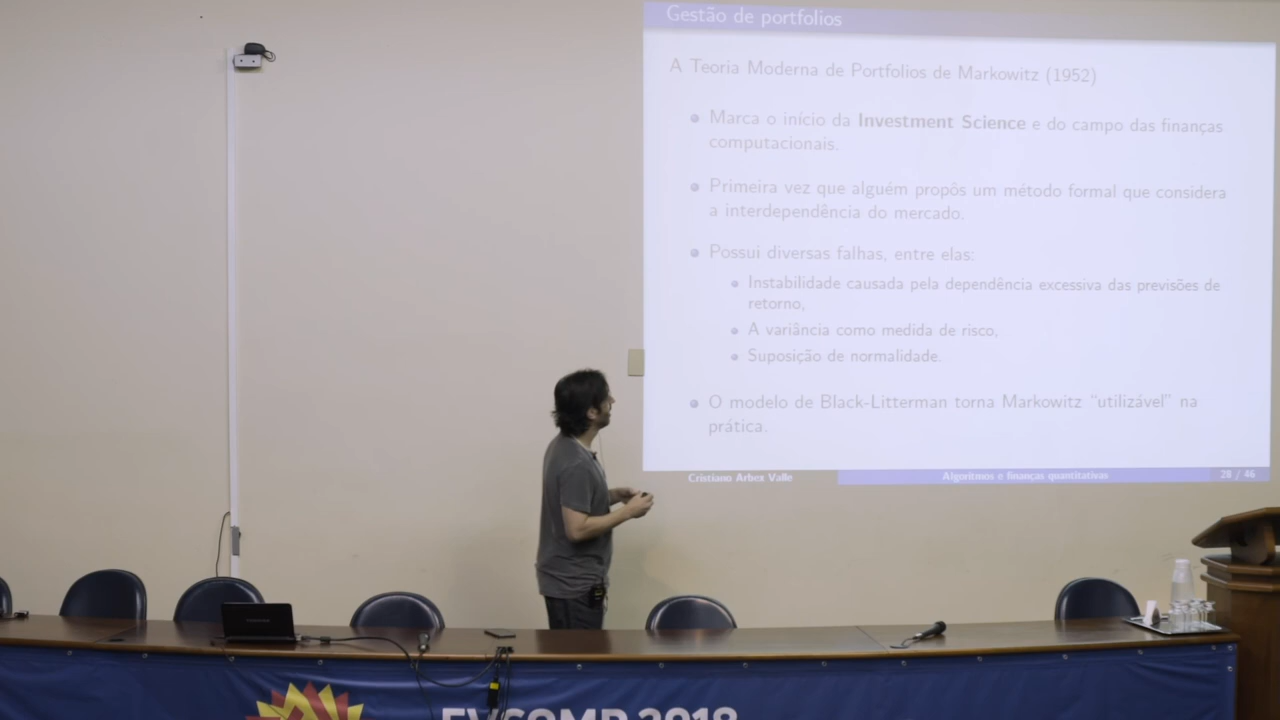 Gestão de portfolios
A Teoria Moderna de Portfolios de Markowitz (1952)
Marca o início da Investment Science e do campo das finanças
computacionais.
Primeira vez que alguém propôs um método formal que considera
a interdependência do mercado.
Possui diversas falhas, entre elas:
Instabilidade causada pela dependência excessiva das previsões de
retorno,
A variância como medida de risco,
Suposição de normalidade.
O modelo de Black-Litterman torna Markowitz “utilizável” na
prática.
Cristiano Arbex Valle Algoritmos e finanças quantitativas 28 / 46
EVCOMP 2018